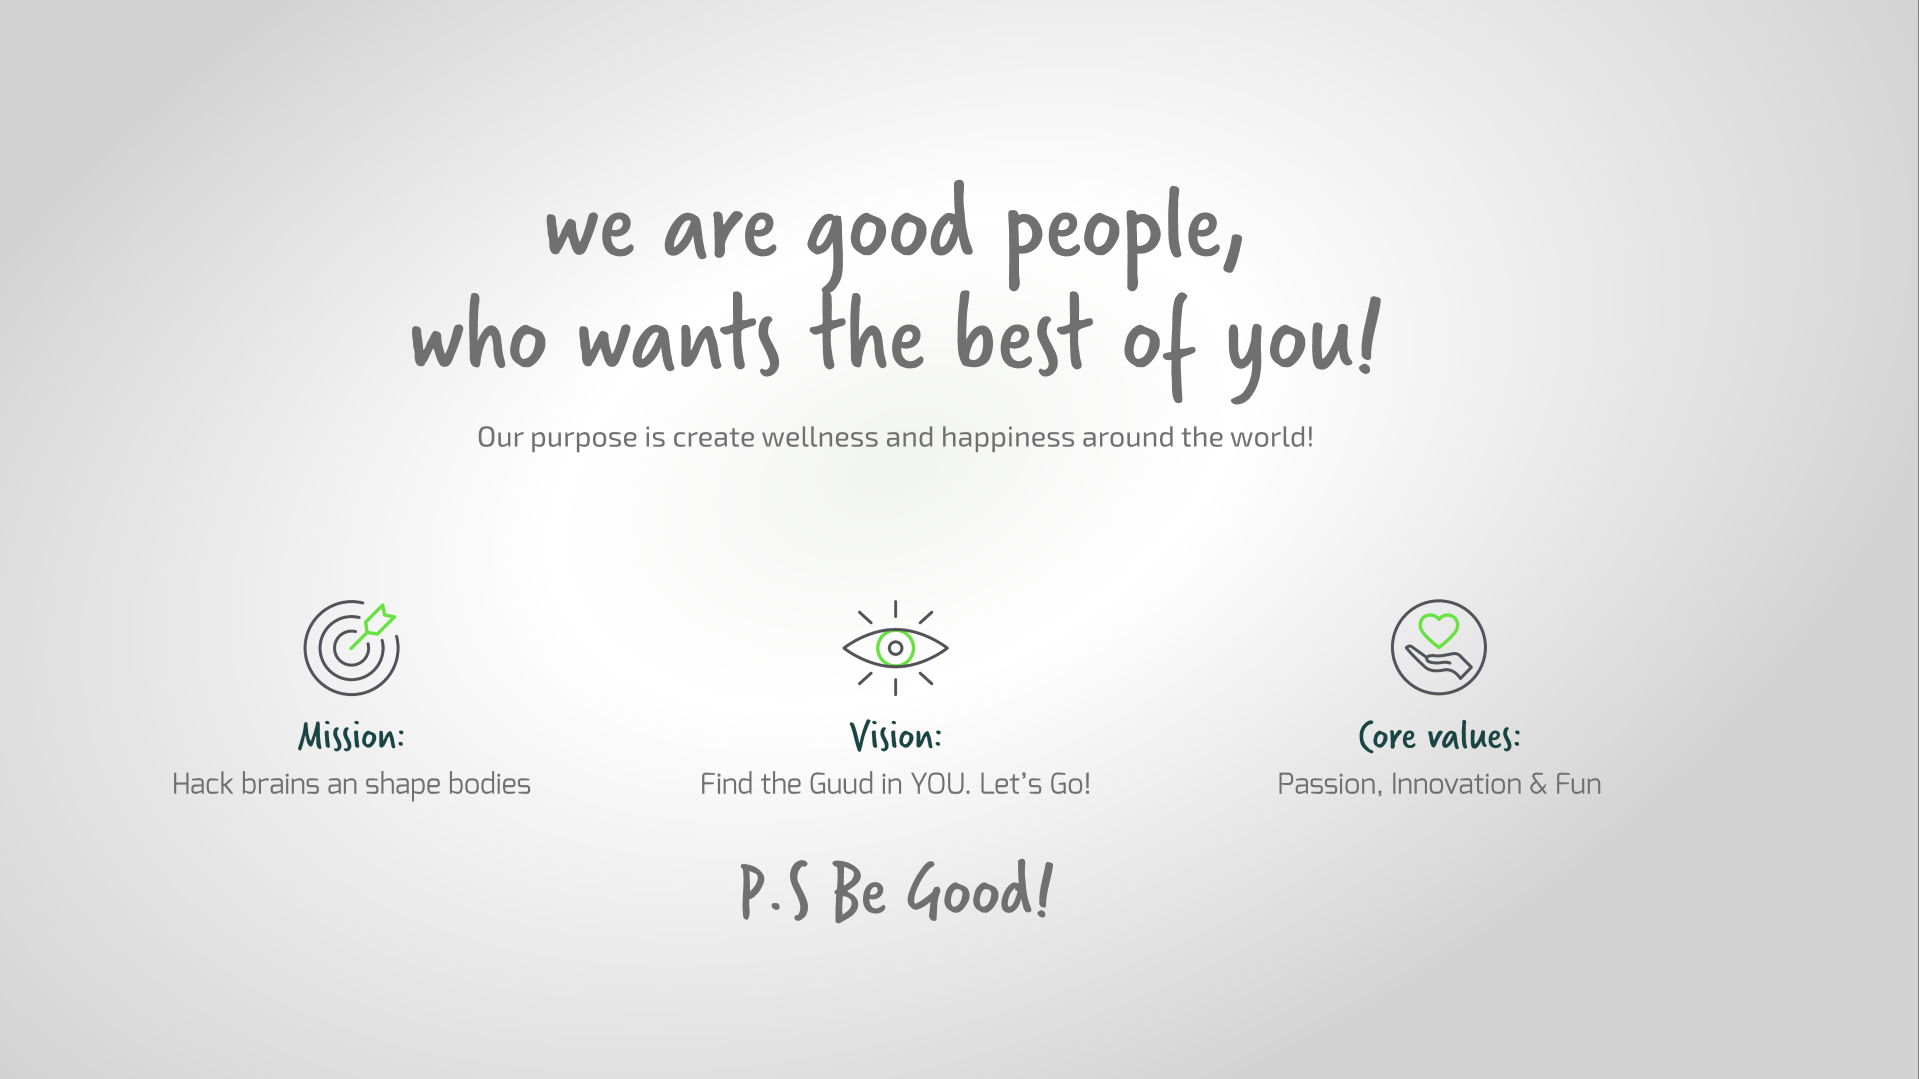 we are good people,
who wants the best of you!
Our purpose is create wellness and happiness around the world!
Mission:
Hack brains an shape bodies
Vision:
Find the Guud in YOU. Let's Go!
Core values:
Passion, Innovation & Fun
P.S Be Good!